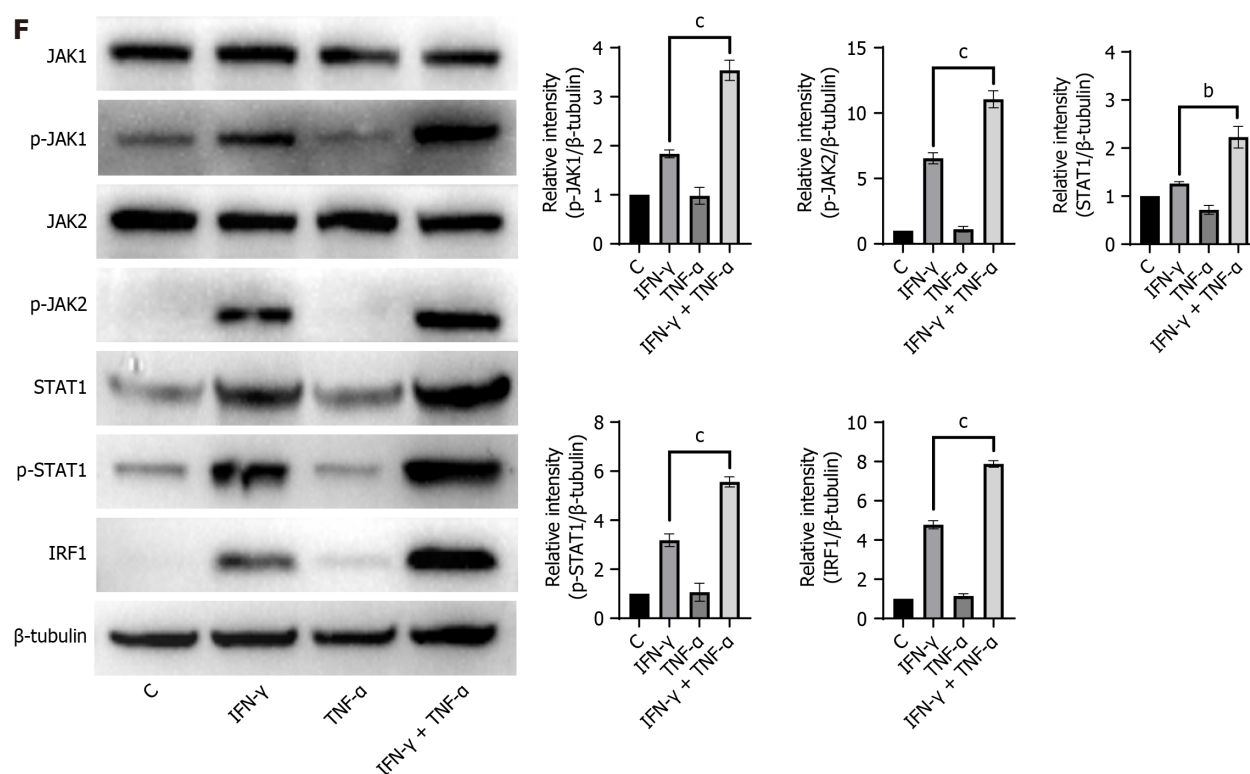 F
JAK1
p-JAK1
JAK2
p-JAK2
STAT1
p-STAT1
IRF1
β-tubulin
C
IFN-γ
TNF-α
IFN-γ + TNF-α
Relative intensity
(p-JAK1/β-tubulin)
4
3
2
1
0
c
C
IFN-γ
TNF-α
IFN-γ + TNF-α
Relative intensity
(p-JAK2/β-tubulin)
15
10
5
0
c
C
IFN-γ
TNF-α
IFN-γ + TNF-α
Relative intensity
(STAT1/β-tubulin)
4
3
2
1
0
b
C
IFN-γ
TNF-α
IFN-γ + TNF-α
Relative intensity
(p-STAT1/β-tubulin)
8
6
4
2
0
c
C
IFN-γ
TNF-α
IFN-γ + TNF-α
Relative intensity
(IRF1/β-tubulin)
10
8
6
4
2
0
c
C
IFN-γ
TNF-α
IFN-γ + TNF-α